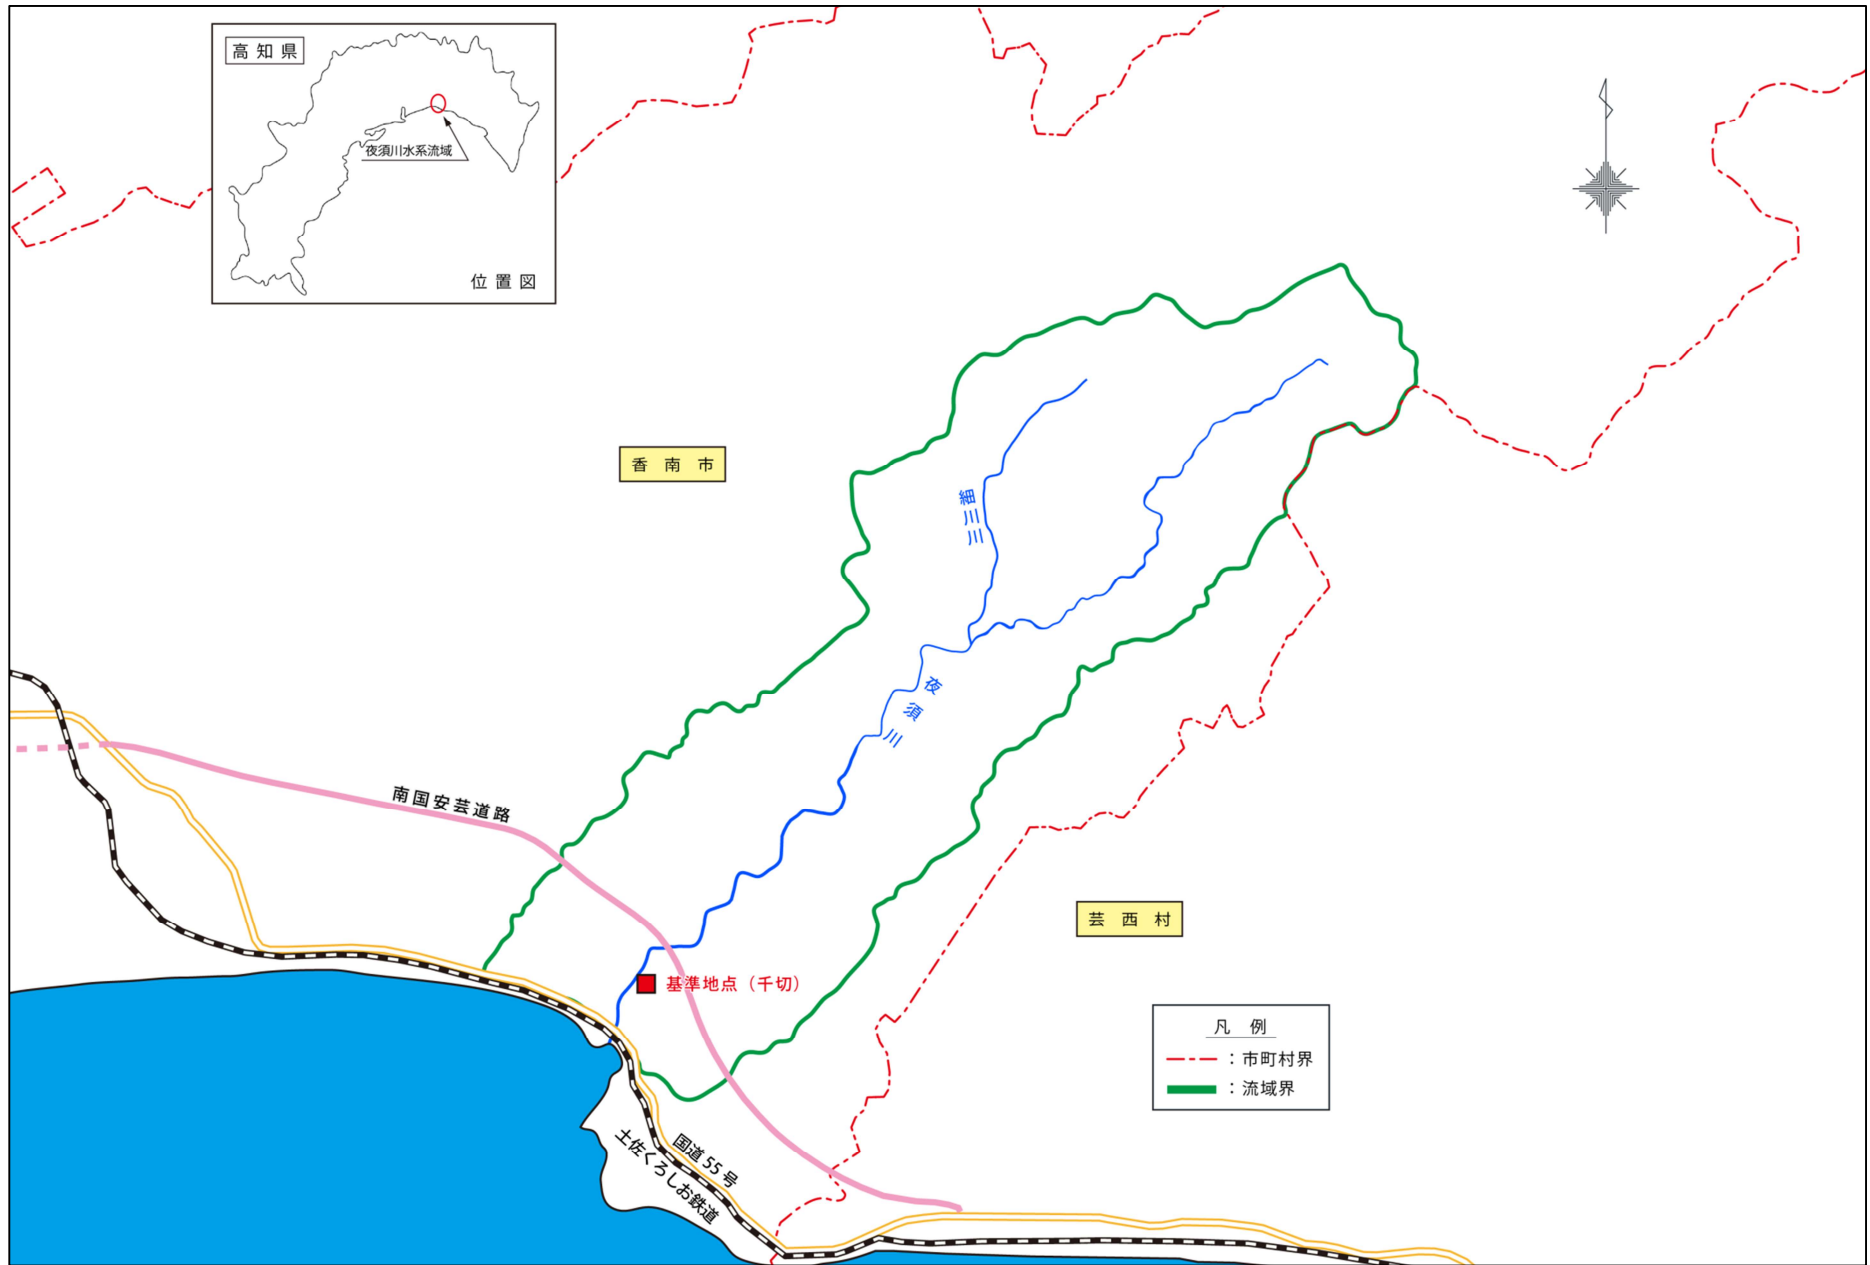 高知県
夜須川水系流域
位置図
香南市
夜須川
南国安芸道路
芸西村
基準地点（千切）
凡例
：市町村界
：流域界
国道55号
土佐くろしお鉄道